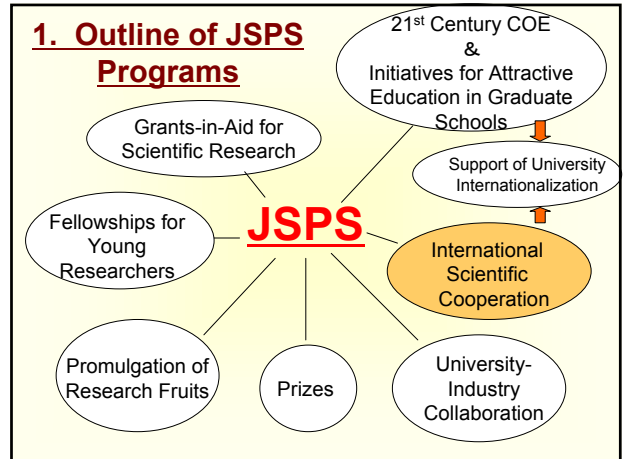 1. Outline of JSPS
Programs
21st Century COE
&
Initiatives for Attractive
Education in Graduate
Schools
Grants-in-Aid for
Scientific Research
Support of University
Internationalization
JSPS
Fellowships for
Young
Researchers
International
Scientific
Cooperation
Promulgation of
Research Fruits
Prizes
University-
Industry
Collaboration